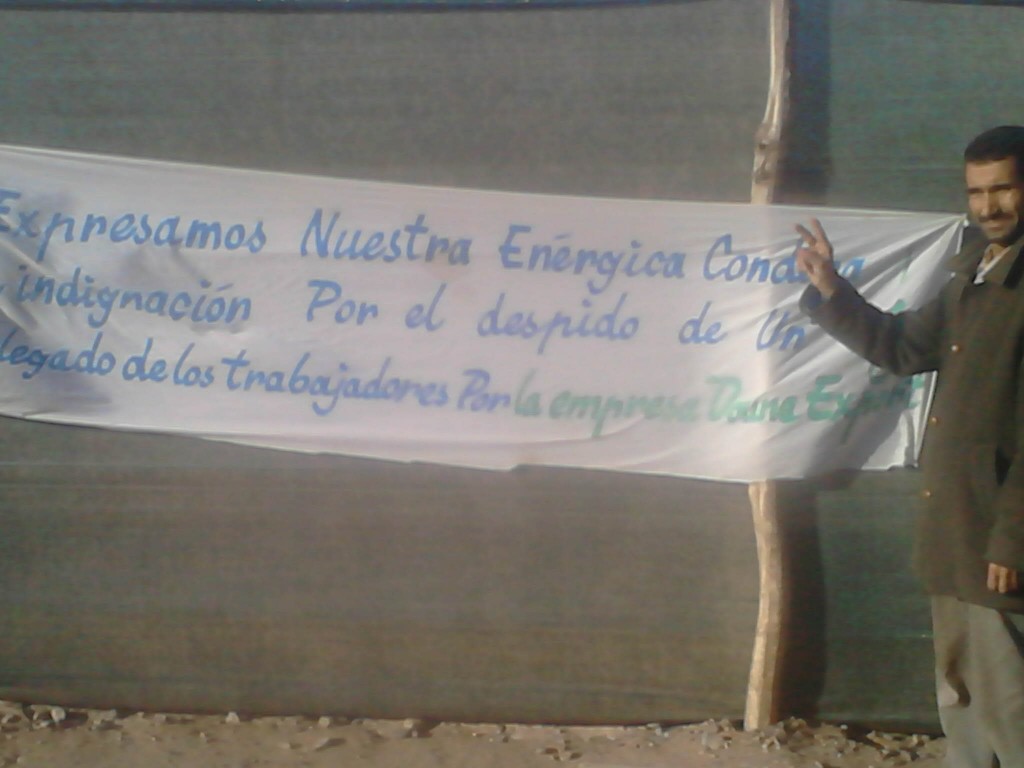 Expresamos Nuestra Enérgica
indignación Por el despido de Un
legado de los trabajadores Por la empresa